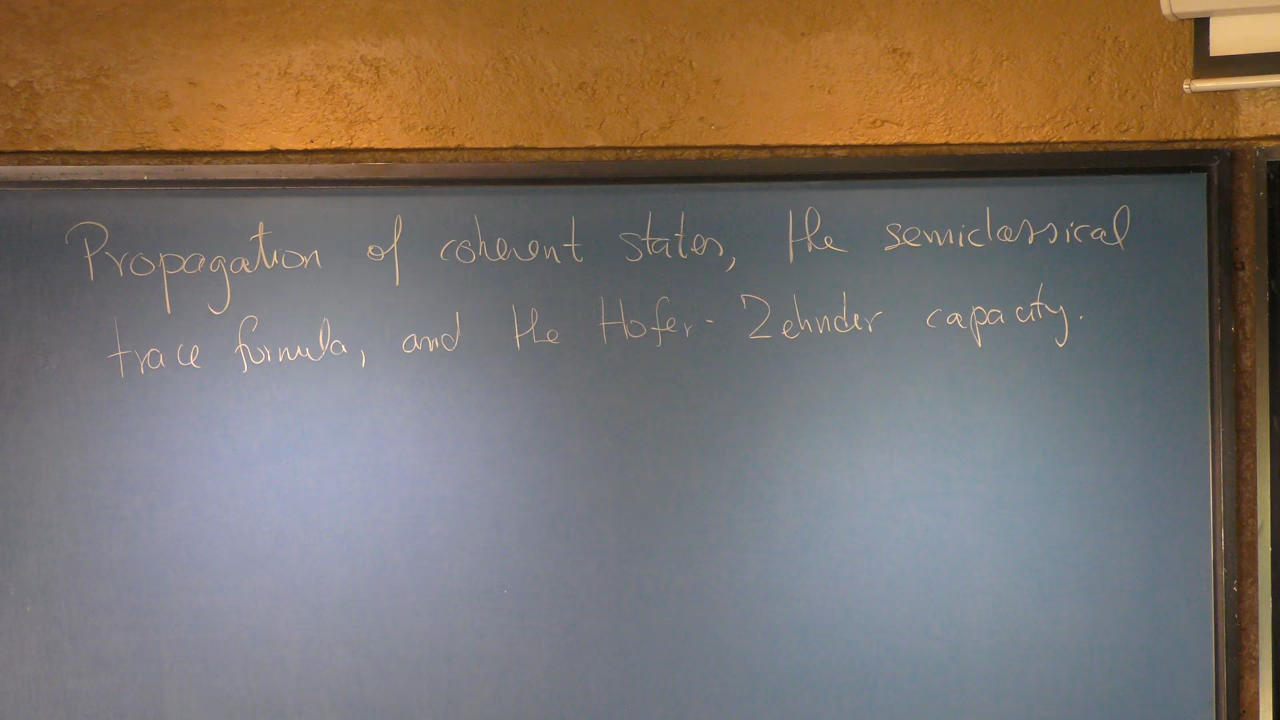 Propagation of coherent states, the semiclassical
trace formula, and the Hofer-Zehnder capacity.